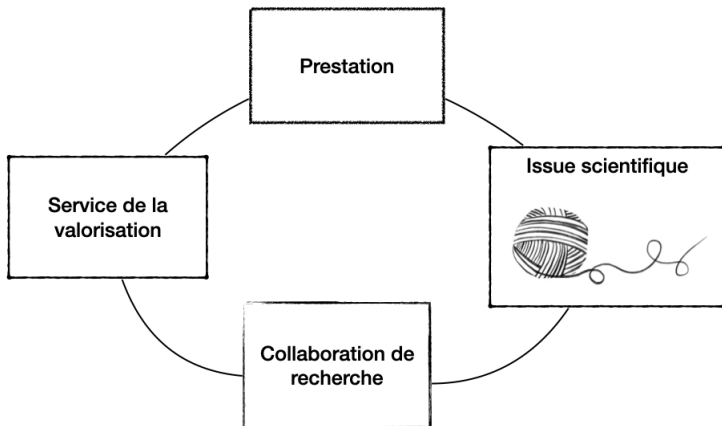 Prestation
Issue scientifique
Service de la
valorisation
Collaboration de
recherche